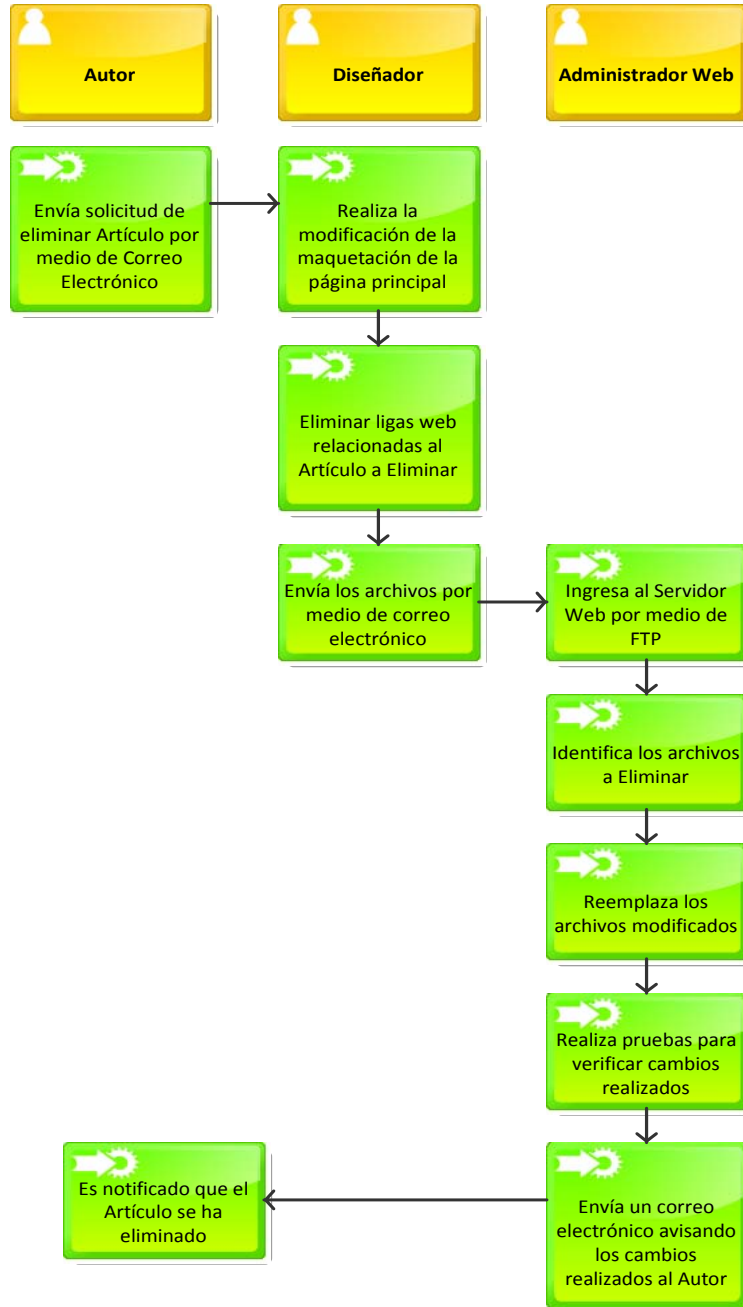 Autor
Diseñador
Administrador Web
Envía solicitud de
eliminar Artículo por
medio de Correo
Electrónico
Realiza la
modificación de la
maquetación de la
página principal
Eliminar ligas web
relacionadas al
Artículo a Eliminar
Envía los archivos por
medio de correo
electrónico
Ingresa al Servidor
Web por medio de
FTP
Identifica los archivos
a Eliminar
Reemplaza los
archivos modificados
Realiza pruebas para
verificar cambios
realizados
Envía un correo
electrónico avisando
los cambios
realizados al Autor
Es notificado que el
Artículo se ha
eliminado